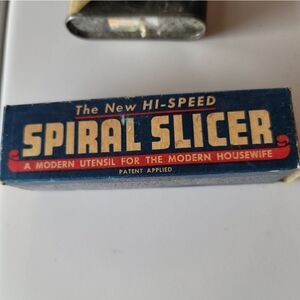 The New HI-SPEED
SPIRAL SLICER
A MODERN UTENSIL FOR THE MODERN HOUSEWIFE
PATENT APPLIED